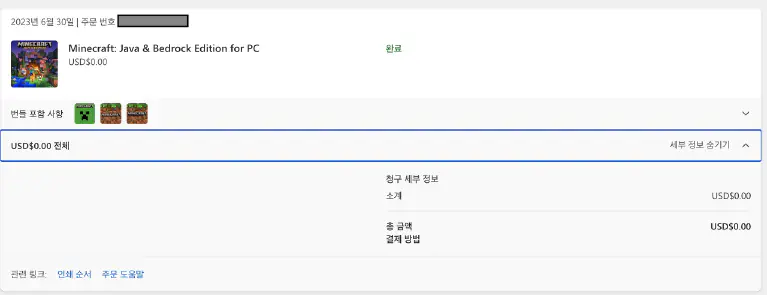 2023년 6월 30일 | 주문 번호
Minecraft: Java & Bedrock Edition for PC
완료
USD$0.00
번들 포함 사항
USD$0.00 전체
세부 정보 숨기기
청구 세부 정보
소계 USD$0.00
총 금액 USD$0.00
결제 방법
관련 링크: 인쇄 순서 주문 도움말